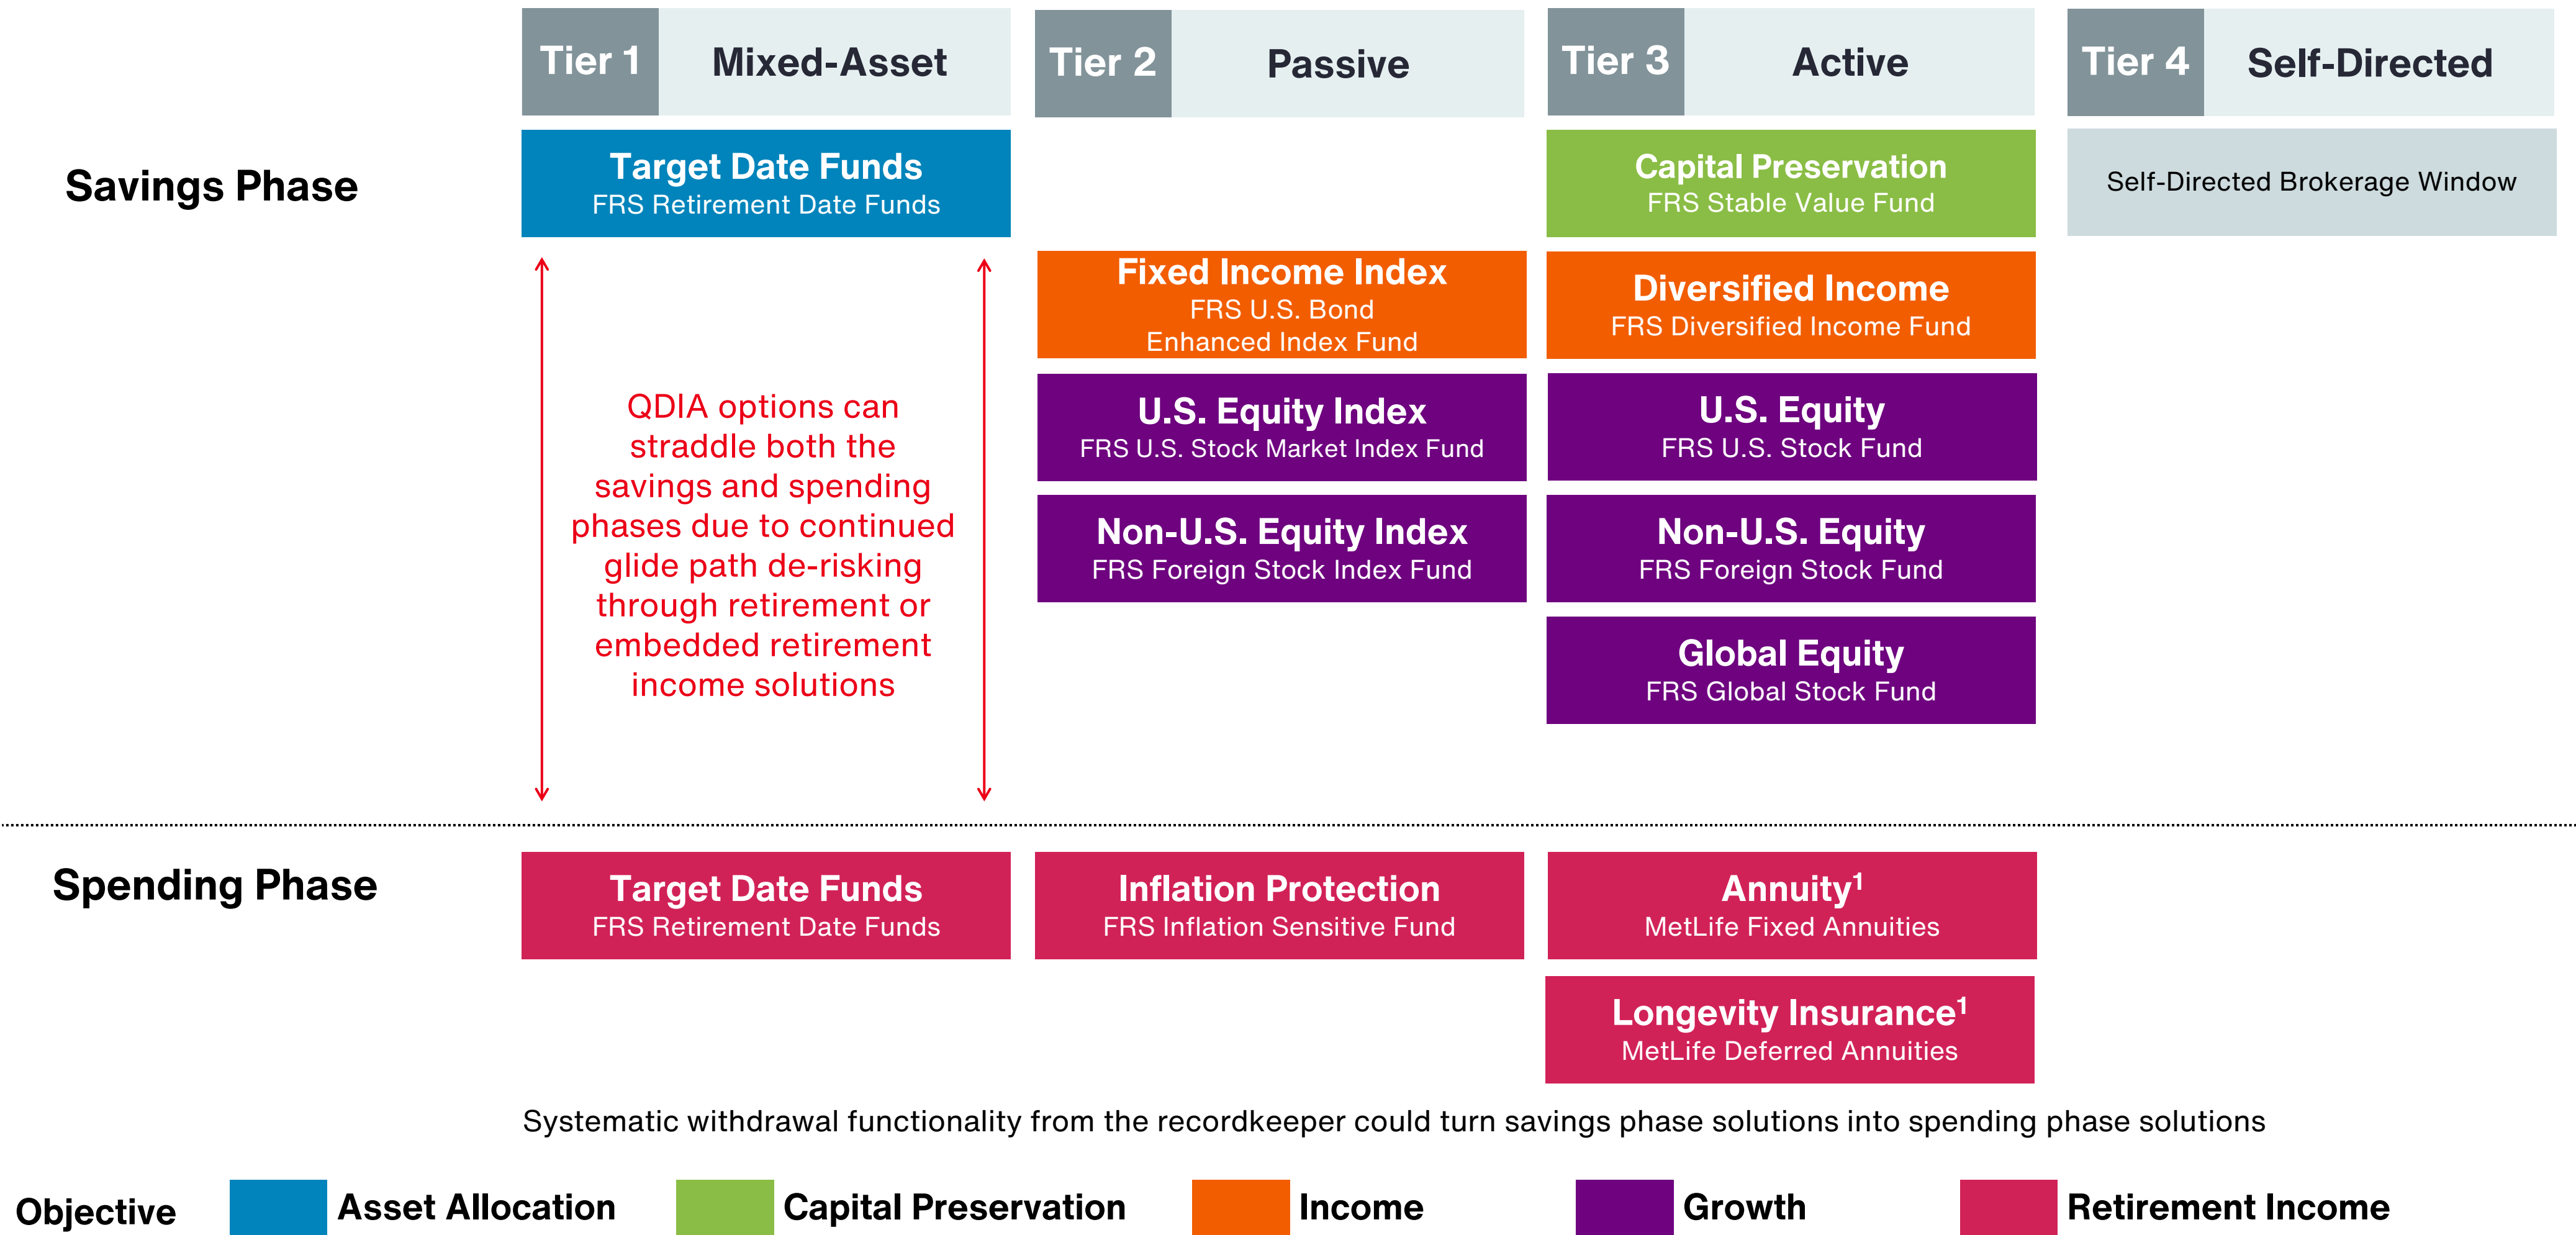 Tier 1 Mixed-Asset
Tier 2 Passive
Tier 3 Active
Tier 4 Self-Directed
Savings Phase
Target Date Funds
FRS Retirement Date Funds
QDIA options can
straddle both the
savings and spending
phases due to continued
glide path de-risking
through retirement or
embedded retirement
income solutions
Fixed Income Index
FRS U.S. Bond
Enhanced Index Fund
U.S. Equity Index
FRS U.S. Stock Market Index Fund
Non-U.S. Equity Index
FRS Foreign Stock Index Fund
Capital Preservation
FRS Stable Value Fund
Diversified Income
FRS Diversified Income Fund
U.S. Equity
FRS U.S. Stock Fund
Non-U.S. Equity
FRS Foreign Stock Fund
Global Equity
FRS Global Stock Fund
Self-Directed Brokerage Window
Spending Phase
Target Date Funds
FRS Retirement Date Funds
Inflation Protection
FRS Inflation Sensitive Fund
Annuity¹
MetLife Fixed Annuities
Longevity Insurance¹
MetLife Deferred Annuities
Systematic withdrawal functionality from the recordkeeper could turn savings phase solutions into spending phase solutions
Objective Asset Allocation Capital Preservation Income Growth Retirement Income